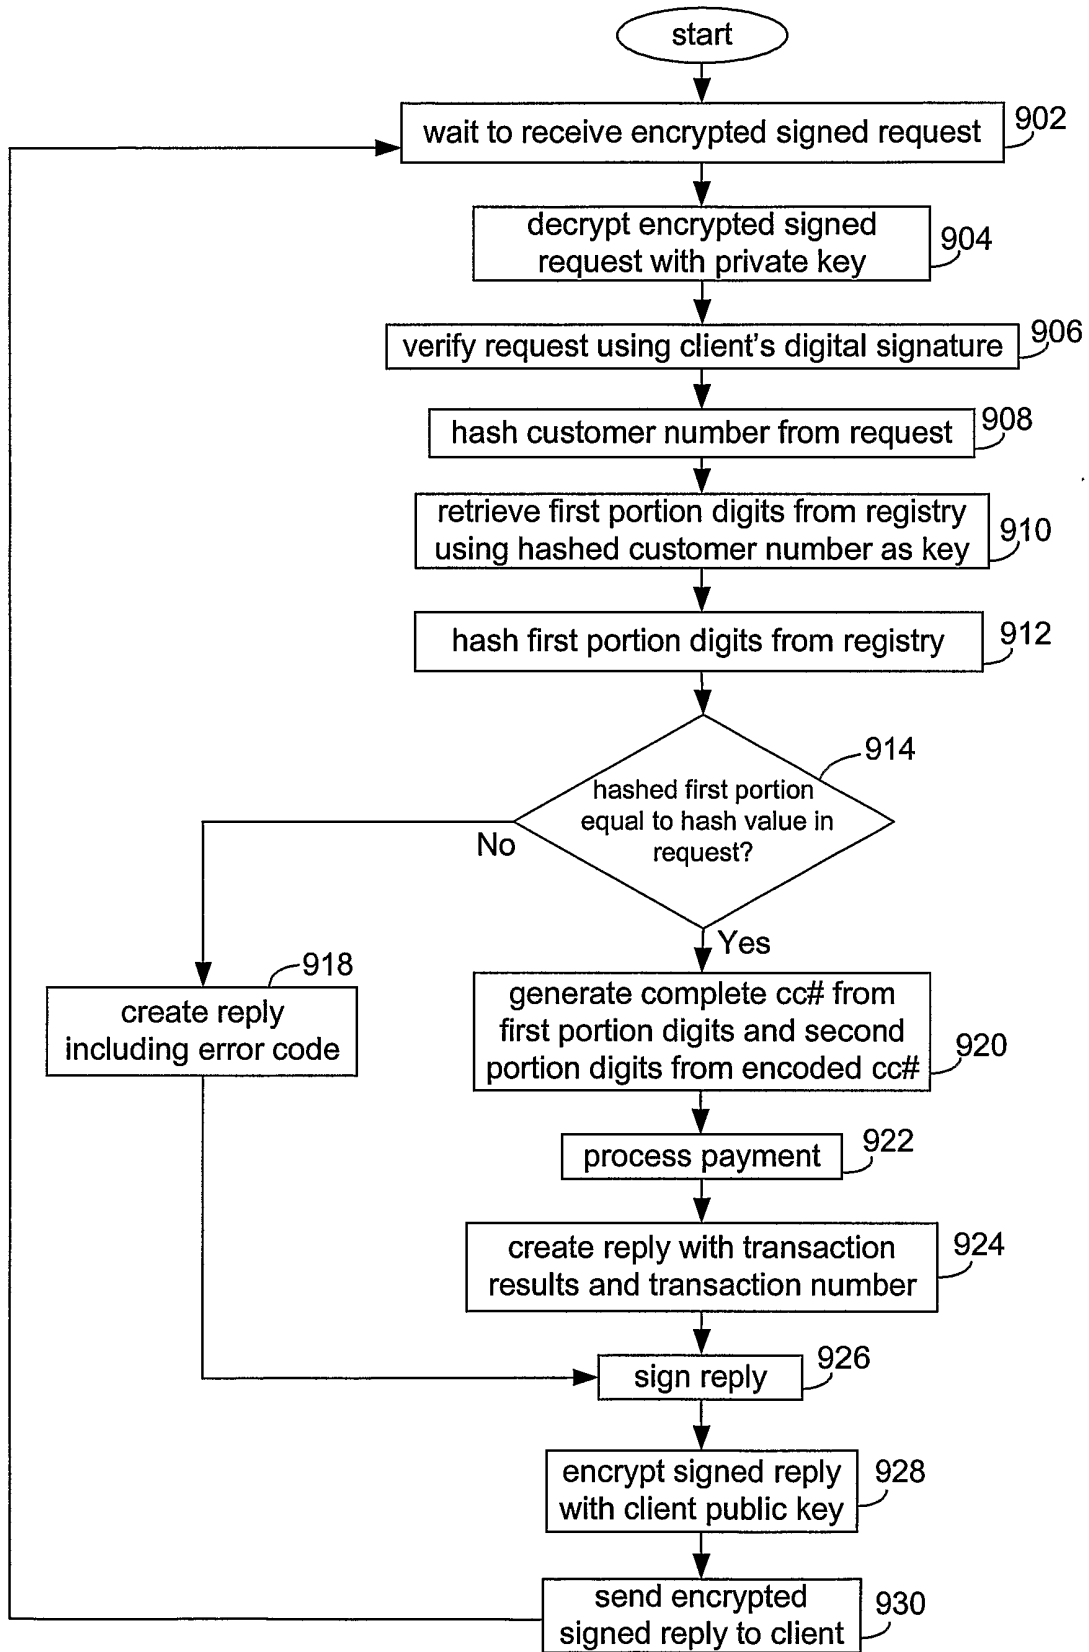 start
wait to receive encrypted signed request
902
decrypt encrypted signed
request with private key
904
verify request using client's digital signature
906
hash customer number from request
908
retrieve first portion digits from registry
using hashed customer number as key
910
hash first portion digits from registry
912
914
hashed first portion
equal to hash value in
request?
No
Yes
918
create reply
including error code
generate complete cc# from
first portion digits and second
portion digits from encoded cc#
920
process payment
922
create reply with transaction
results and transaction number
924
sign reply
926
encrypt signed reply
with client public key
928
send encrypted
signed reply to client
930